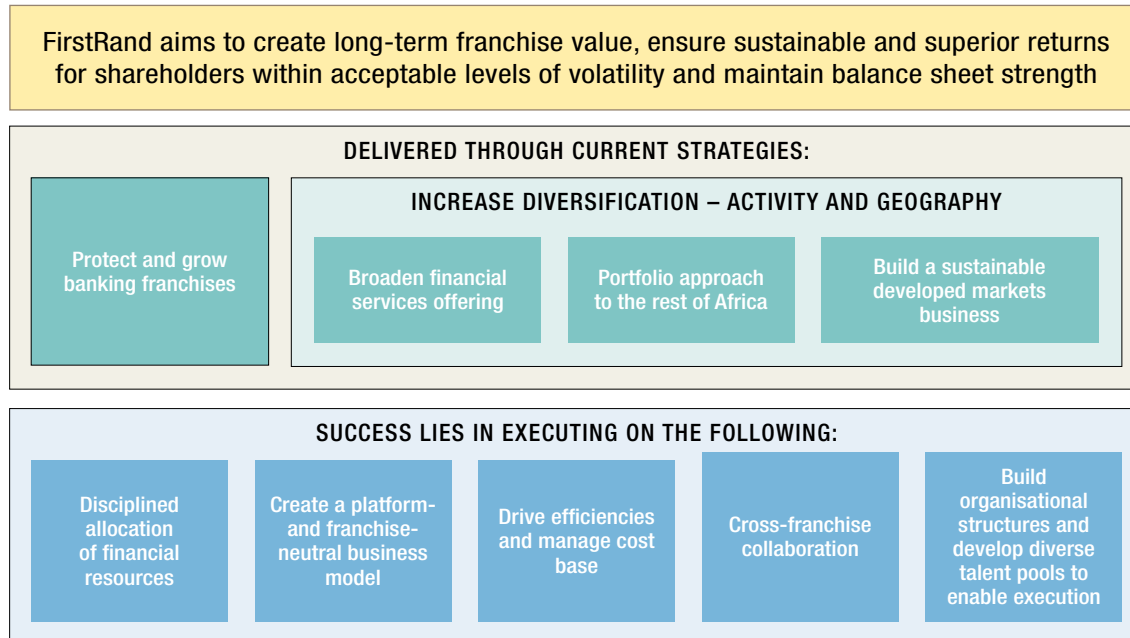 FirstRand aims to create long-term franchise value, ensure sustainable and superior returns
for shareholders within acceptable levels of volatility and maintain balance sheet strength
DELIVERED THROUGH CURRENT STRATEGIES:
Protect and grow
banking franchises
INCREASE DIVERSIFICATION – ACTIVITY AND GEOGRAPHY
Broaden financial
services offering
Portfolio approach
to the rest of Africa
Build a sustainable
developed markets
business
SUCCESS LIES IN EXECUTING ON THE FOLLOWING:
Disciplined
allocation
of financial
resources
Create a platform-
and franchise-
neutral business
model
Drive efficiencies
and manage cost
base
Cross-franchise
collaboration
Build
organisational
structures and
develop diverse
talent pools to
enable execution